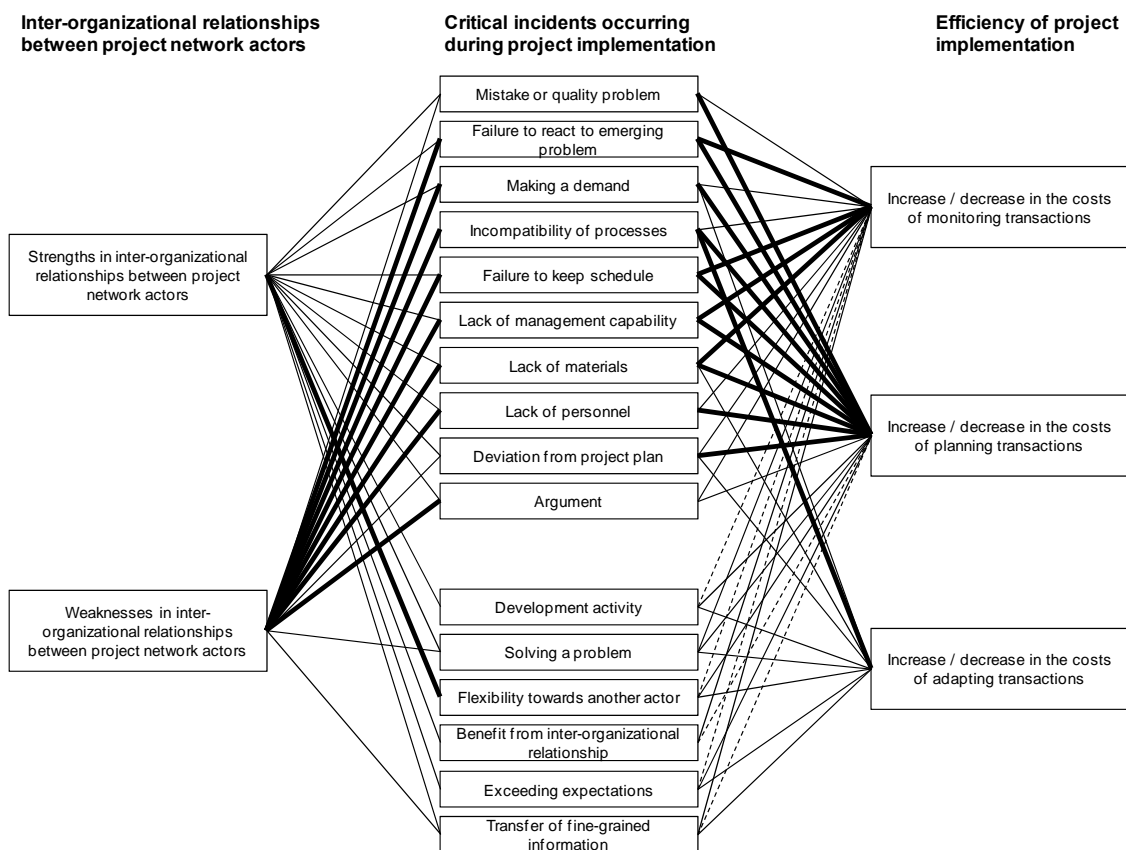 Inter-organizational relationships
between project network actors
Critical incidents occurring
during project implementation
Efficiency of project
implementation
Strengths in inter-organizational
relationships between project
network actors
Weaknesses in inter-
organizational relationships
between project network actors
Mistake or quality problem
Failure to react to emerging
problem
Making a demand
Incompatibility of processes
Failure to keep schedule
Lack of management capability
Lack of materials
Lack of personnel
Deviation from project plan
Argument
Development activity
Solving a problem
Flexibility towards another actor
Benefit from inter-organizational
relationship
Exceeding expectations
Transfer of fine-grained
information
Increase / decrease in the costs
of monitoring transactions
Increase / decrease in the costs
of planning transactions
Increase / decrease in the costs
of adapting transactions